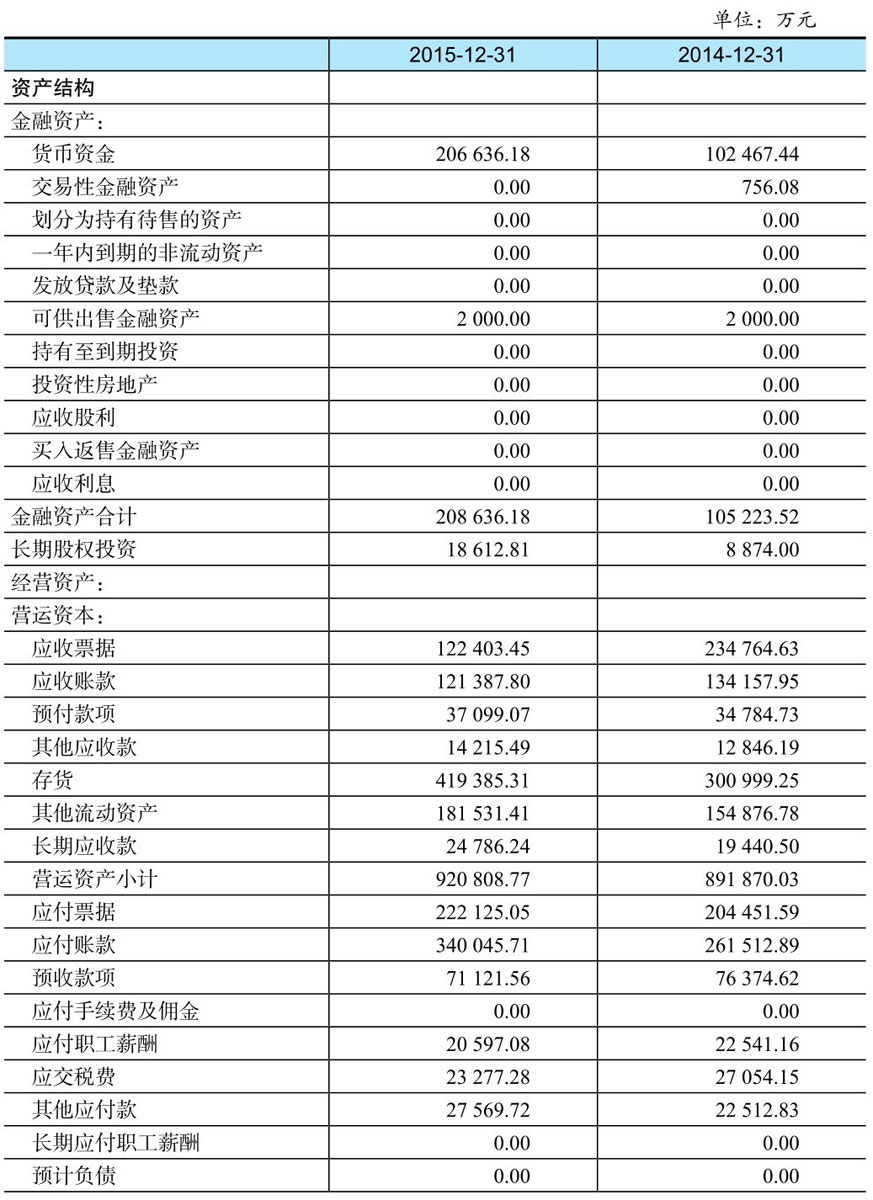 单位：万元
2015-12-31 2014-12-31
资产结构
金融资产：
货币资金 206 636.18 102 467.44
交易性金融资产 0.00 756.08
划分为持有待售的资产 0.00 0.00
一年内到期的非流动资产 0.00 0.00
发放贷款及垫款 0.00 0.00
可供出售金融资产 2 000.00 2 000.00
持有至到期投资 0.00 0.00
投资性房地产 0.00 0.00
应收股利 0.00 0.00
买入返售金融资产 0.00 0.00
应收利息 0.00 0.00
金融资产合计 208 636.18 105 223.52
长期股权投资 18 612.81 8 874.00
经营资产：
营运资本：
应收票据 122 403.45 234 764.63
应收账款 121 387.80 134 157.95
预付款项 37 099.07 34 784.73
其他应收款 14 215.49 12 846.19
存货 419 385.31 300 999.25
其他流动资产 181 531.41 154 876.78
长期应收款 24 786.24 19 440.50
营运资产小计 920 808.77 891 870.03
应付票据 222 125.05 204 451.59
应付账款 340 045.71 261 512.89
预收款项 71 121.56 76 374.62
应付手续费及佣金 0.00 0.00
应付职工薪酬 20 597.08 22 541.16
应交税费 23 277.28 27 054.15
其他应付款 27 569.72 22 512.83
长期应付职工薪酬 0.00 0.00
预计负债 0.00 0.00